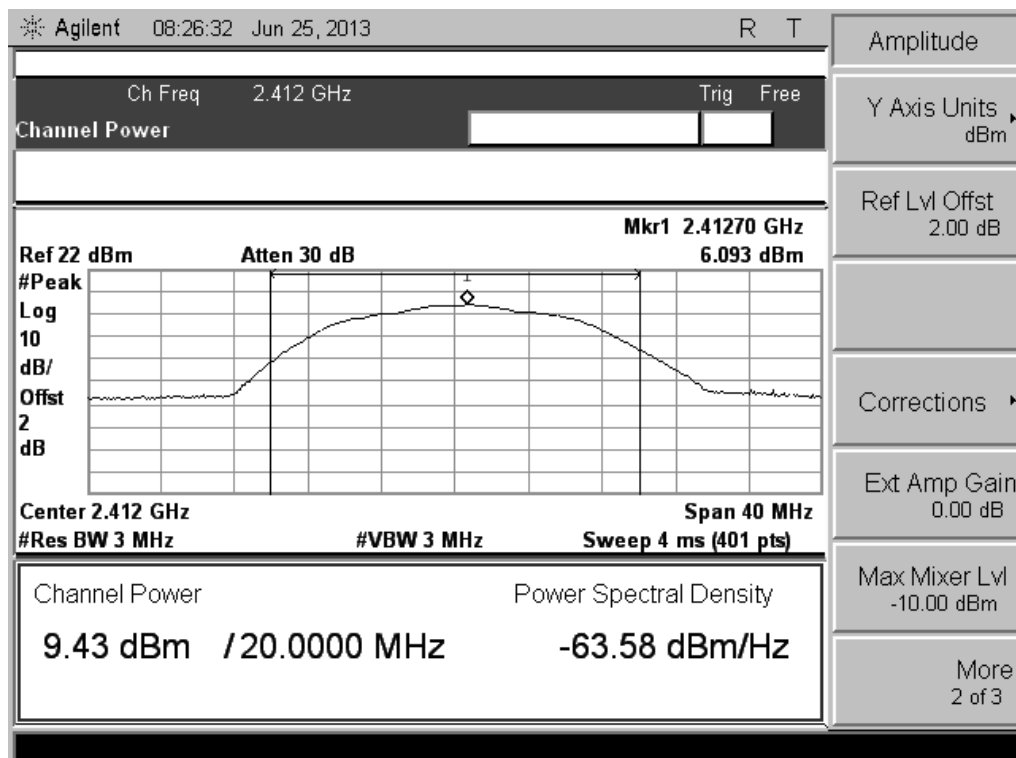 Agilent 08:26:32 Jun 25, 2013 R T
Ch Freq 2.412 GHz Trig Free
Channel Power
Mkr1 2.41270 GHz
Ref 22 dBm Atten 30 dB 6.093 dBm
#Peak
Log
10
dB/
Offst
2
dB
1
Center 2.412 GHz Span 40 MHz
#Res BW 3 MHz #VBW 3 MHz Sweep 4 ms (401 pts)
Channel Power Power Spectral Density
9.43 dBm / 20.0000 MHz -63.58 dBm/Hz
Amplitude
Y Axis Units
dBm
Ref Lvl Offst
2.00 dB
Corrections
Ext Amp Gain
0.00 dB
Max Mixer Lvl
-10.00 dBm
More
2 of 3